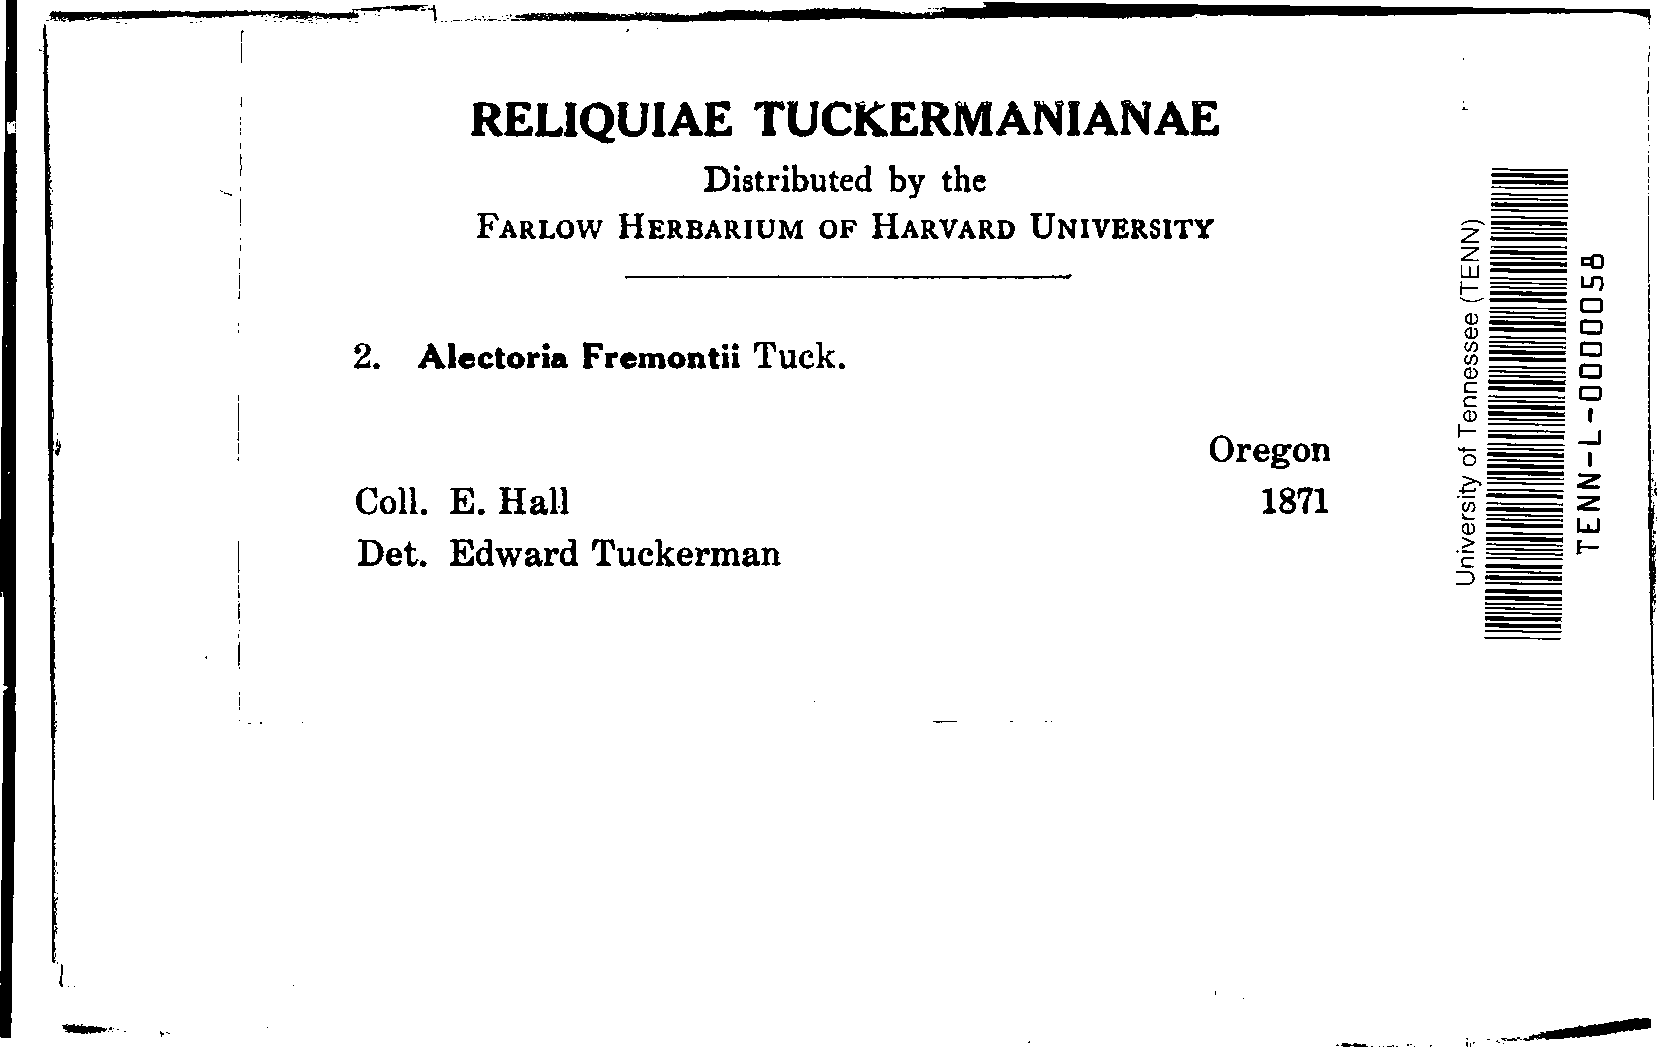 RELIQUIAE TUCKERMANIANAE
Distributed by the
FARLOW HERBARIUM OF HARVARD UNIVERSITY
2. Alectoria Fremontii Tuck.
Oregon
Coll. E. Hall 1871
Det. Edward Tuckerman
University of Tennessee (TENN)
TENN-L-0000058